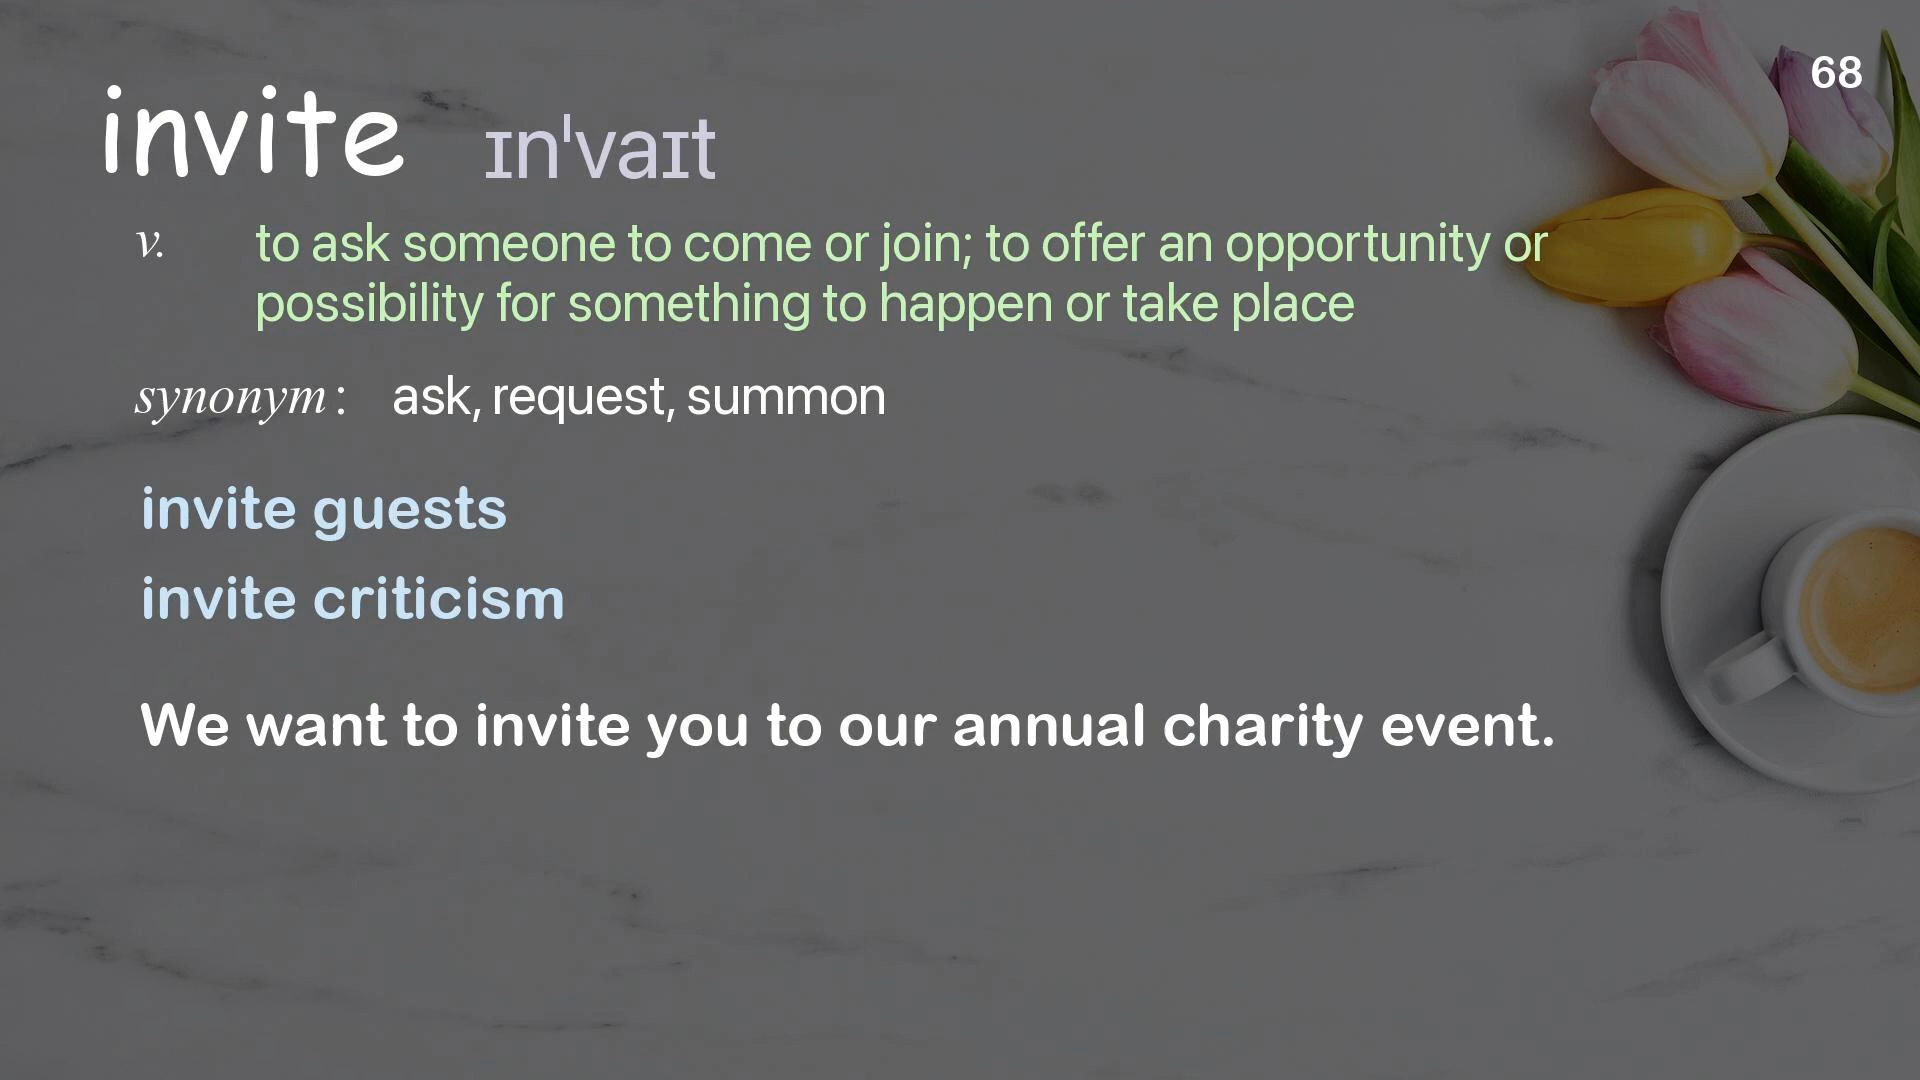 68
invite ɪnˈvaɪt
v. to ask someone to come or join; to offer an opportunity or
possibility for something to happen or take place
synonym: ask, request, summon
invite guests
invite criticism
We want to invite you to our annual charity event.